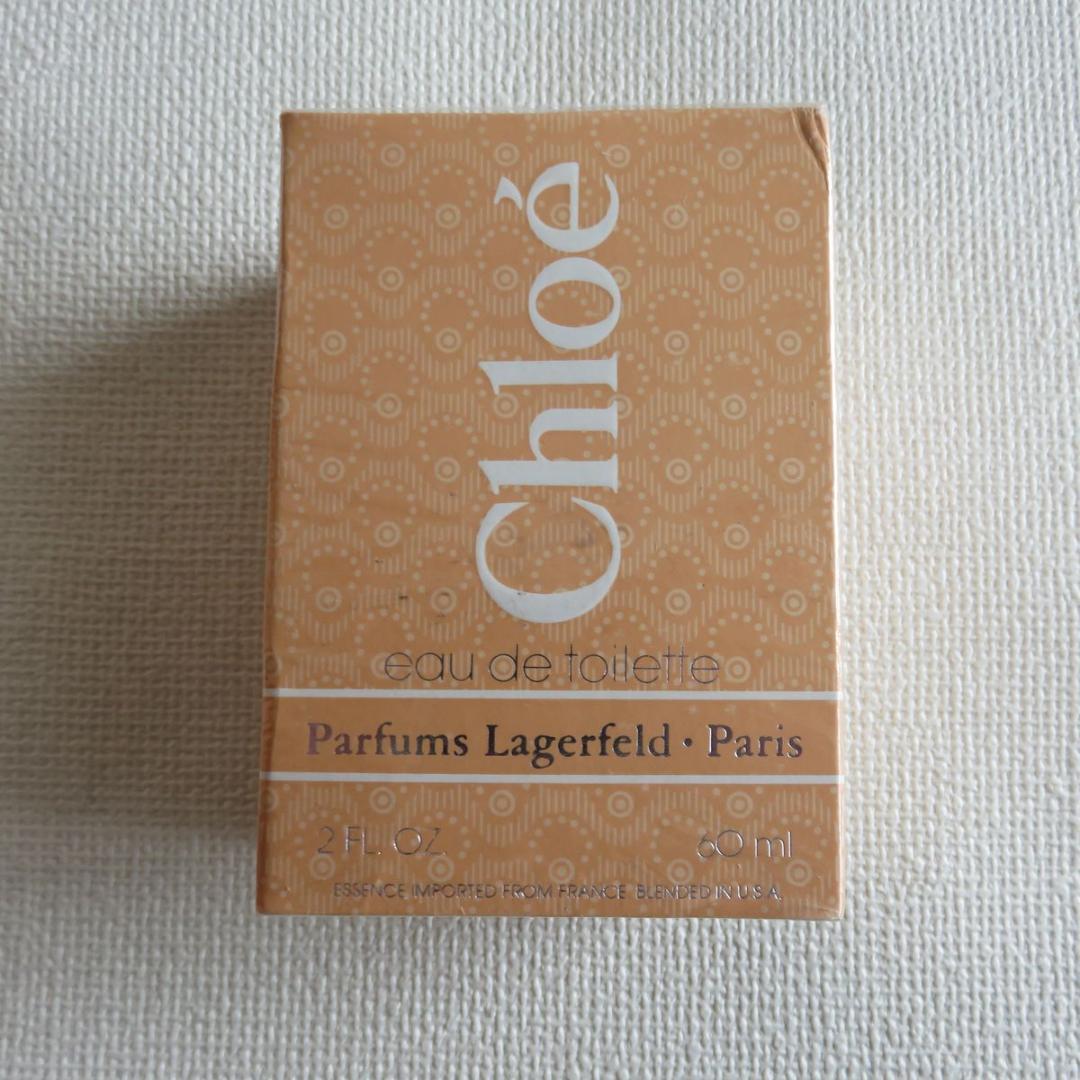 Chloé
eau de toilette
Parfums Lagerfeld • Paris
2 FL. OZ 60 ml
ESSENCE IMPORTED FROM FRANCE BLENDED IN U S A.